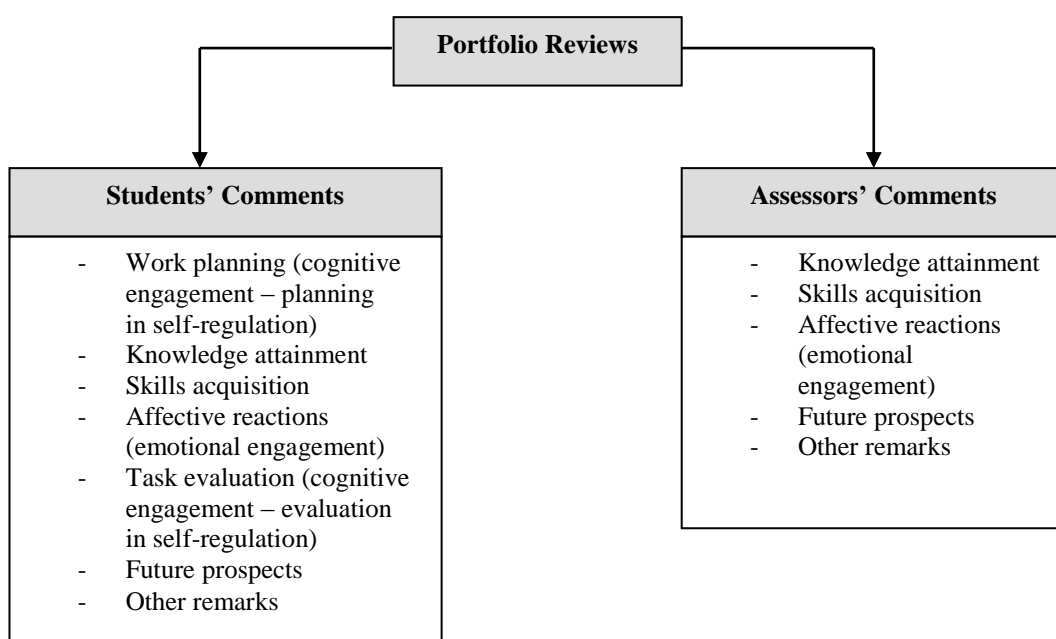 Portfolio Reviews
Students’ Comments
- Work planning (cognitive
engagement – planning
in self-regulation)
- Knowledge attainment
- Skills acquisition
- Affective reactions
(emotional engagement)
- Task evaluation (cognitive
engagement – evaluation
in self-regulation)
- Future prospects
- Other remarks
Assessors’ Comments
- Knowledge attainment
- Skills acquisition
- Affective reactions
(emotional
engagement)
- Future prospects
- Other remarks